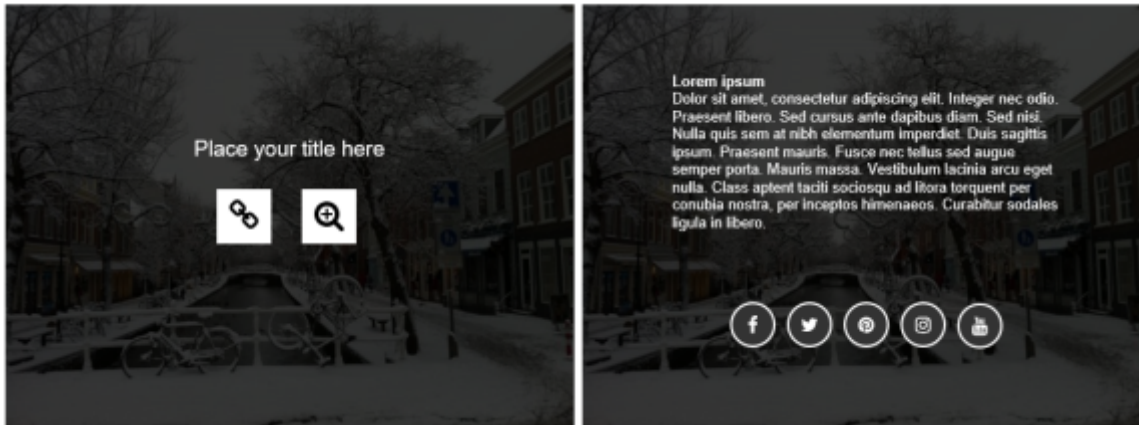 Place your title here
Lorem ipsum
Dolor sit amet, consectetur adipiscing elit. Integer nec odio.
Praesent libero. Sed cursus ante dapibus diam. Sed nisi.
Nulla quis sem at nibh elementum imperdiet. Duis sagittis
ipsum. Praesent mauris. Fusce nec tellus sed augue
semper porta. Mauris massa. Vestibulum lacinia arcu eget
nulla. Class aptent taciti sociosqu ad litora torquent per
conubia nostra, per inceptos himenaeos. Curabitur sodales
ligula in libero.